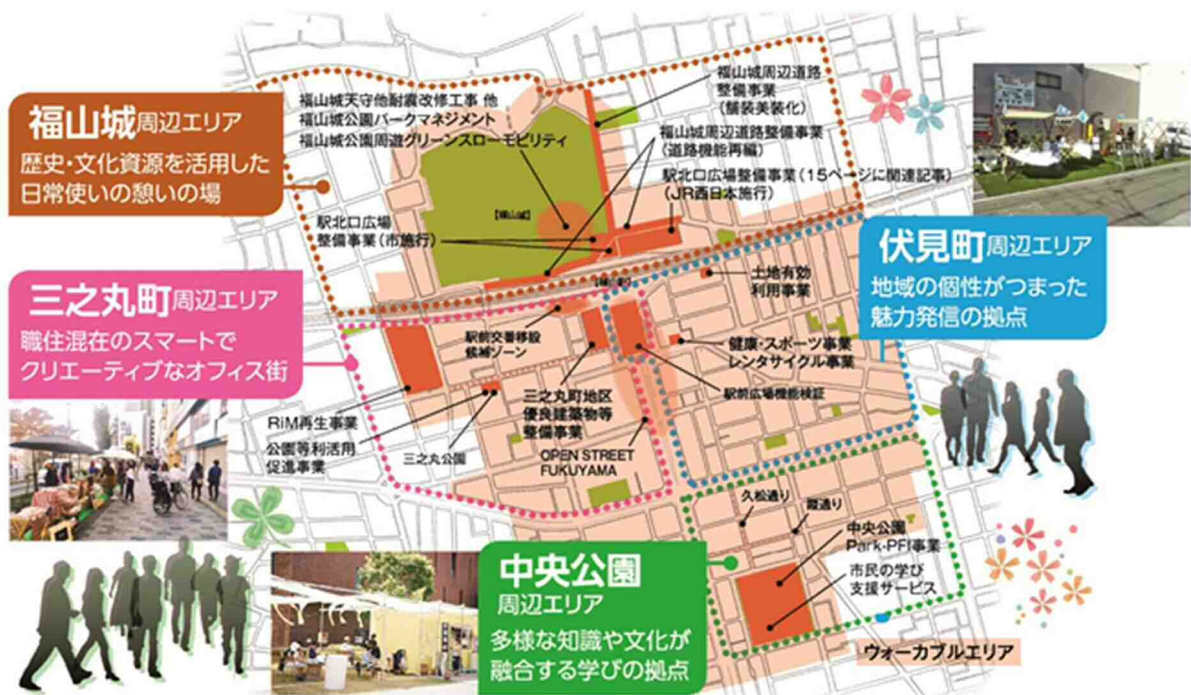 福山城周辺エリア
歴史・文化資源を活用した
日常使いの憩いの場
福山城天守他耐震改修工事 他
福山城公園パークマネジメント
福山城公園周遊グリーンスローモビリティ
福山城周辺道路
整備事業
(舗装美装化)
福山城周辺道路整備事業
(道路機能再編)
駅北口広場整備事業(15ページに関連記事)
(JR西日本施行)
【福山城】
駅北口広場
整備事業(市施行)
三之丸町周辺エリア
職住混在のスマートで
クリエーティブなオフィス街
伏見町周辺エリア
地域の個性がつまった
魅力発信の拠点
土地有効
利用事業
駅前交番移設
候補ゾーン
健康・スポーツ事業
レンタサイクル事業
駅前広場機能検証
三之丸町地区
優良建築物等
整備事業
RiM再生事業
公園等利活用
促進事業
三之丸公園
OPEN STREET
FUKUYAMA
久松通り
中央公園
Park-PFI事業
市民の学び
支援サービス
中央公園
周辺エリア
多様な知識や文化が
融合する学びの拠点
ウォーカブルエリア